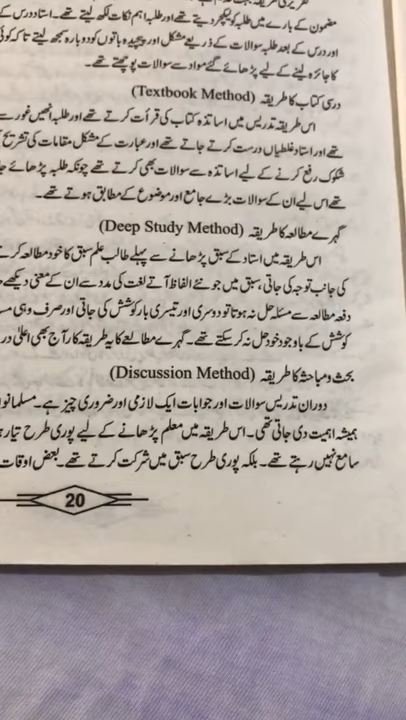 مضمون کے بارے میں طلبہ کو لیکچر دیتے تھے اور طلبہ اہم نکات لکھ لیتے تھے۔ استاد درس کے
اور درس کے بعد طلبہ سوالات کے ذریعے مشکل اور پیچیدہ باتوں کو دوبارہ سمجھ لیتے تاکہ کوئی
کا جائزہ لینے کے لیے پڑھائے گئے مواد سے سوالات پوچھتے تھے۔
درسی کتاب کا طریقہ (Textbook Method)
اس طریقہ تدریس میں اساتذہ کتاب کی قرأت کرتے تھے اور طلبہ انھیں غور سے
تھے اور استاد غلطیاں درست کرتے جاتے تھے اور عبارت کے مشکل مقامات کی تشریح
شکوک رفع کرنے کے لیے اساتذہ سے سوالات بھی کرتے تھے چونکہ طلبہ پڑھائے
تھے اس لیے ان کے سوالات بڑے جامع اور موضوع کے مطابق ہوتے تھے۔
گہرے مطالعہ کا طریقہ (Deep Study Method)
اس طریقہ میں استاد کے سبق پڑھانے سے پہلے طالب علم سبق کا خود مطالعہ کرتے
کی جانب توجہ کی جاتی سبق میں جو نئے الفاظ آتے لغت کی مدد سے ان کے معنی دیکھے
دفعہ مطالعہ سے مسئلہ حل نہ ہوتا تو دوسری اور تیسری بار کوشش کی جاتی اور صرف وہی
کوشش کے باوجود خود حل نہ کر سکتے تھے۔ گہرے مطالعے کا یہ طریقہ کار آج بھی اعلیٰ
بحث و مباحثہ کا طریقہ (Discussion Method)
دوران تدریس سوالات اور جوابات ایک لازمی اور ضروری چیز ہے۔
ہمیشہ اہمیت دی جاتی تھی۔ اس طریقہ میں معلم پڑھانے کے لیے پوری طرح تیار
سامع نہیں رہتے تھے۔ بلکہ پوری طرح سبق میں شرکت کرتے تھے۔ بعض اوقات
20